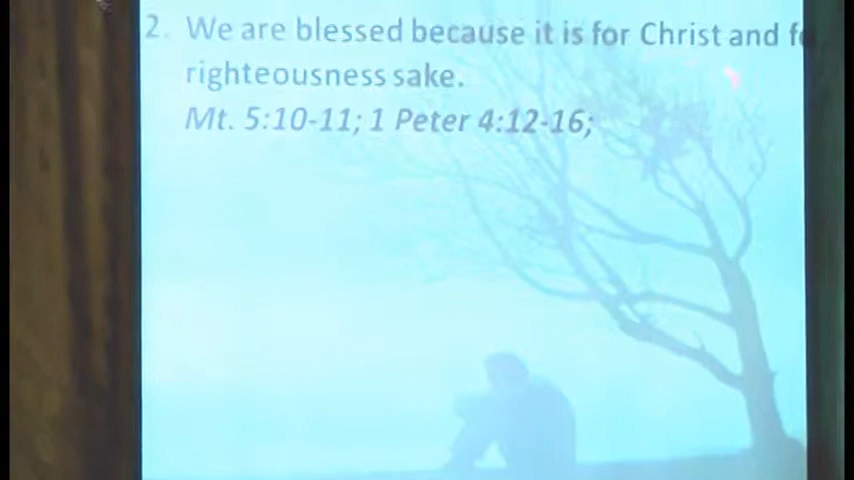 2. We are blessed because it is for Christ and
righteousness sake.
Mt. 5:10-11; 1 Peter 4:12-16;